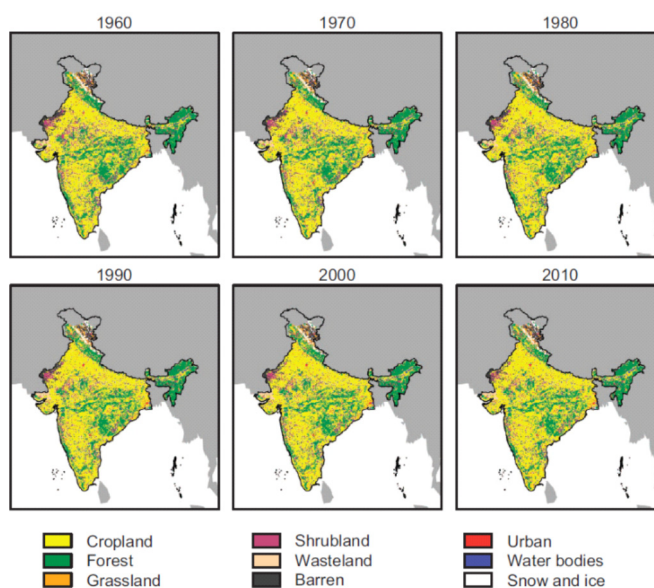 1960 1970 1980
1990 2000 2010
Cropland Shrubland Urban
Forest Wasteland Water bodies
Grassland Barren Snow and ice